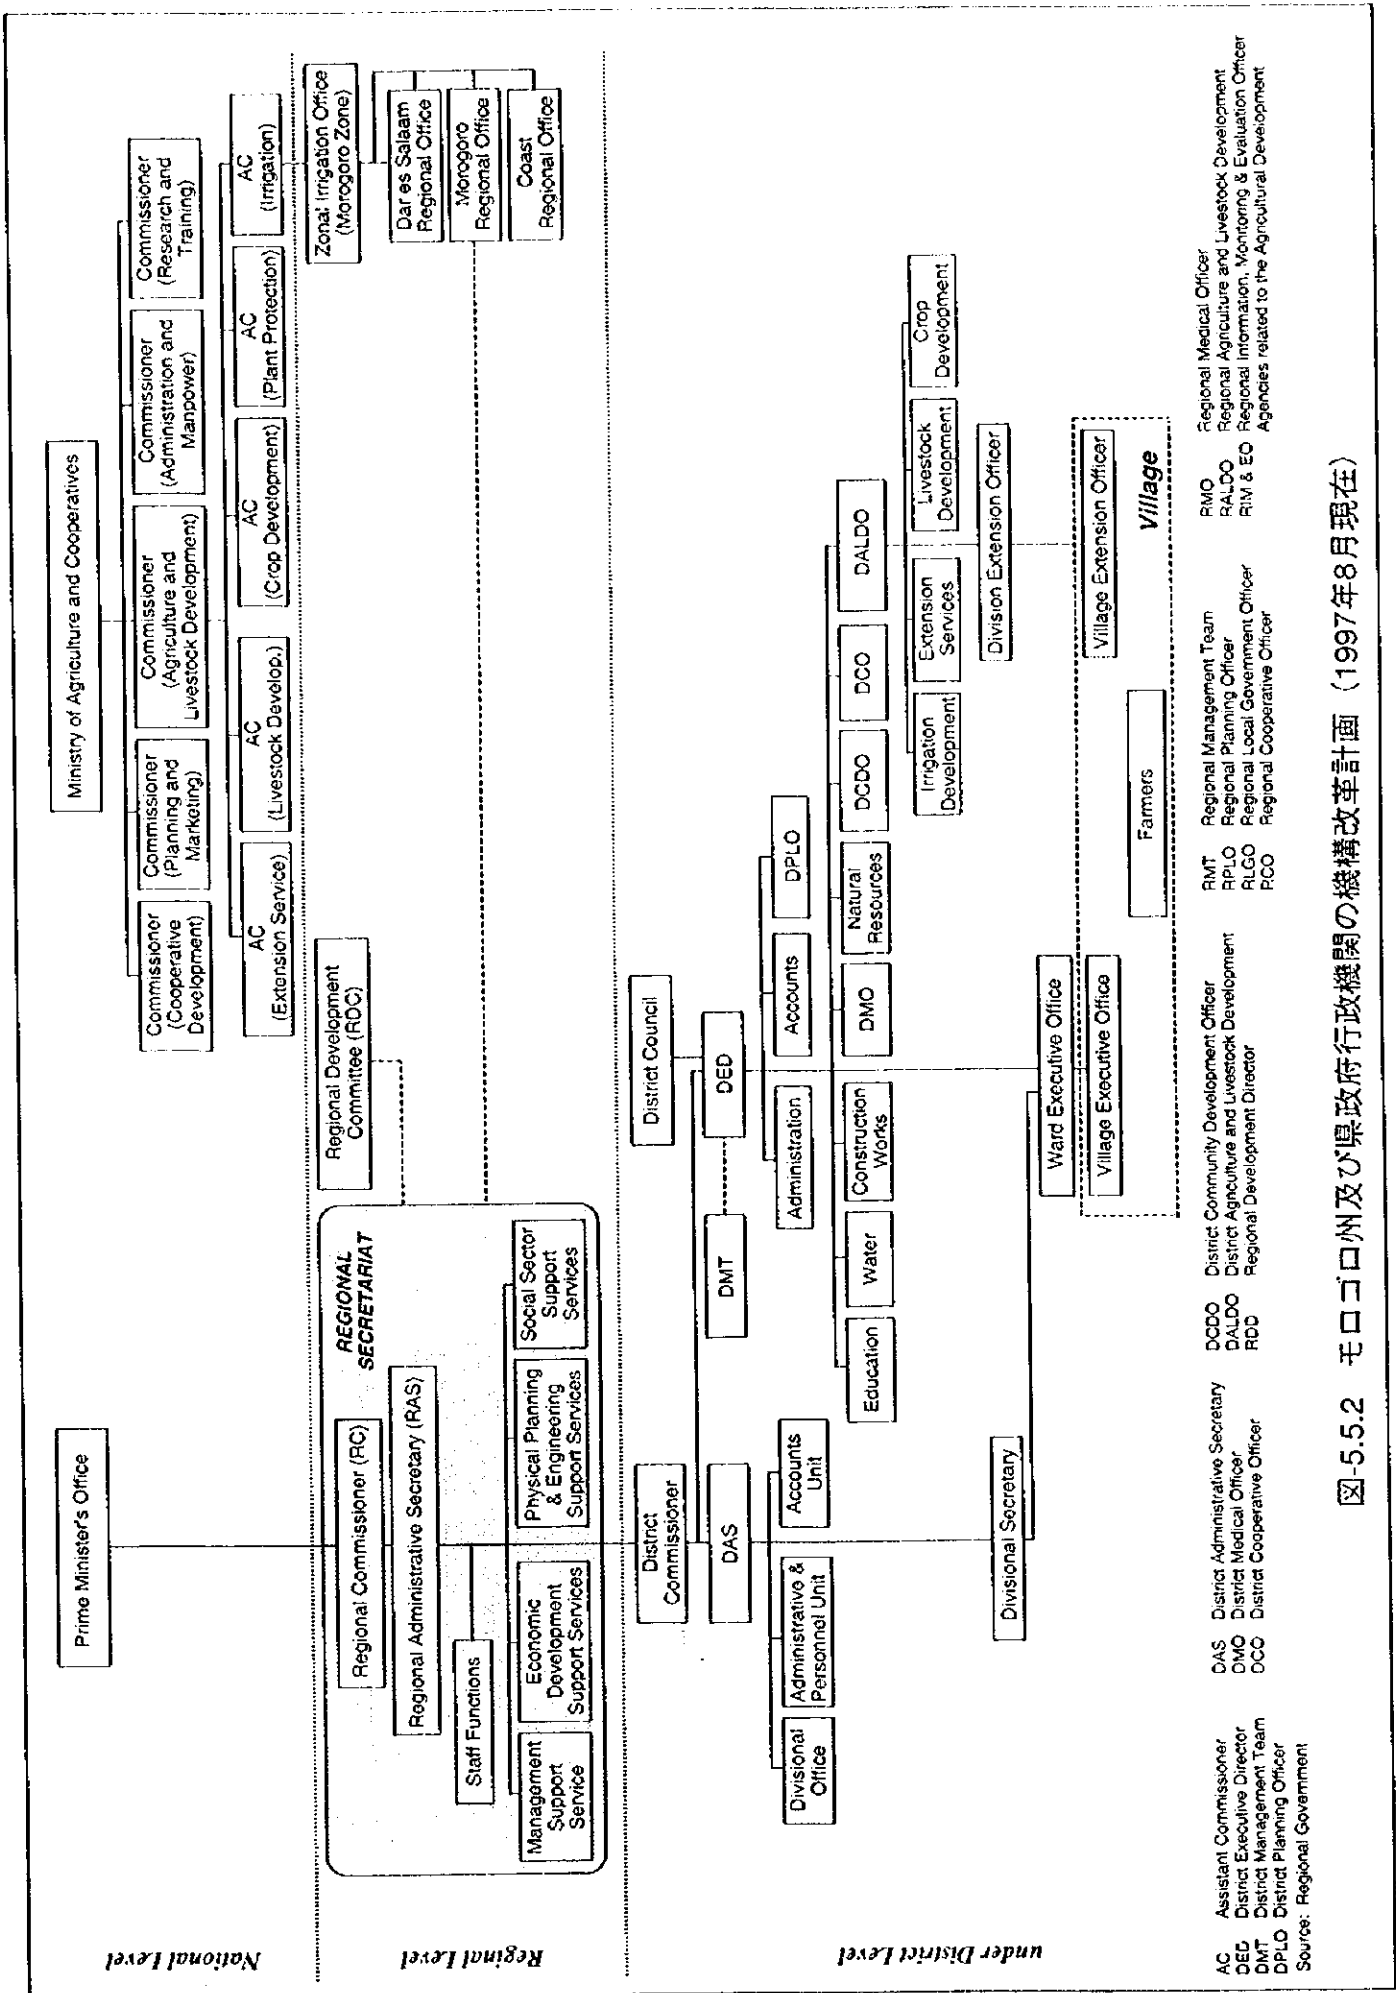 National Level
Prime Minister's Office
Ministry of Agriculture and Cooperatives
Commissioner
(Cooperative
Development)
Commissioner
(Planning and
Marketing)
Commissioner
(Agriculture and
Livestock Development)
Commissioner
(Administration and
Manpower)
Commissioner
(Research and
Training)
AC
(Extension Service)
AC
(Livestock Develop.)
AC
(Crop Development)
AC
(Plant Protection)
AC
(Irrigation)
Reginal Level
REGIONAL
SECRETARIAT
Regional Commissioner (RC)
Regional Administrative Secretary (RAS)
Staff Functions
Management
Support
Service
Economic
Development
Support Services
Physical Planning
& Engineering
Support Services
Social Sector
Support
Services
Regional Development
Committee (RDC)
Zonal Irrigation Office
(Morogoro Zone)
Dar es Salaam
Regional Office
Morogoro
Regional Office
Coast
Regional Office
under District Level
District
Commissioner
District Council
DAS
DMT
DED
Divisional
Office
Administrative &
Personnel Unit
Accounts
Unit
Administration
Accounts
DPLO
Education
Water
Construction
Works
DMO
Natural
Resources
DCDO
DCO
DALDO
Irrigation
Development
Extension
Services
Livestock
Development
Crop
Development
Divisional Secretary
Division Extension Officer
Ward Executive Office
Village Executive Office
Village Extension Officer
Farmers
Village
AC Assistant Commissioner
DED District Executive Director
DMT District Management Team
DPLO District Planning Officer
Source: Regional Government
DAS District Administrative Secretary
DMO District Medical Officer
DCO District Cooperative Officer
DCDO District Community Development Officer
DALDO District Agriculture and Livestock Development
RDD Regional Development Director
RMT Regional Management Team
RPLO Regional Planning Officer
RLGO Regional Local Government Officer
RCO Regional Cooperative Officer
RMO Regional Medical Officer
RALDO Regional Agriculture and Livestock Development
RIM & EO Regional Information, Monitoring & Evaluation Officer
Agencies related to the Agricultural Development
図-5.5.2 モロゴロ州及び県政府行政機関の機構改革計画（1997年8月現在）